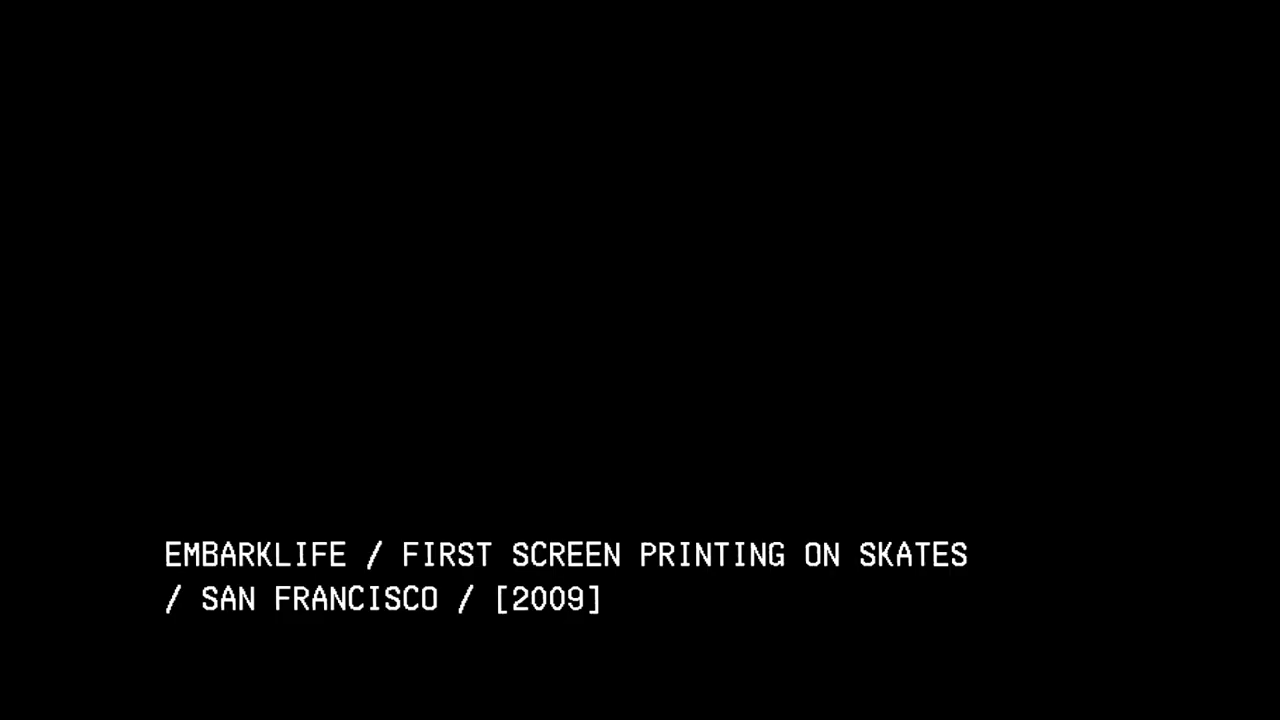 EMBARKLIFE / FIRST SCREEN PRINTING ON SKATES
/ SAN FRANCISCO / [2009]